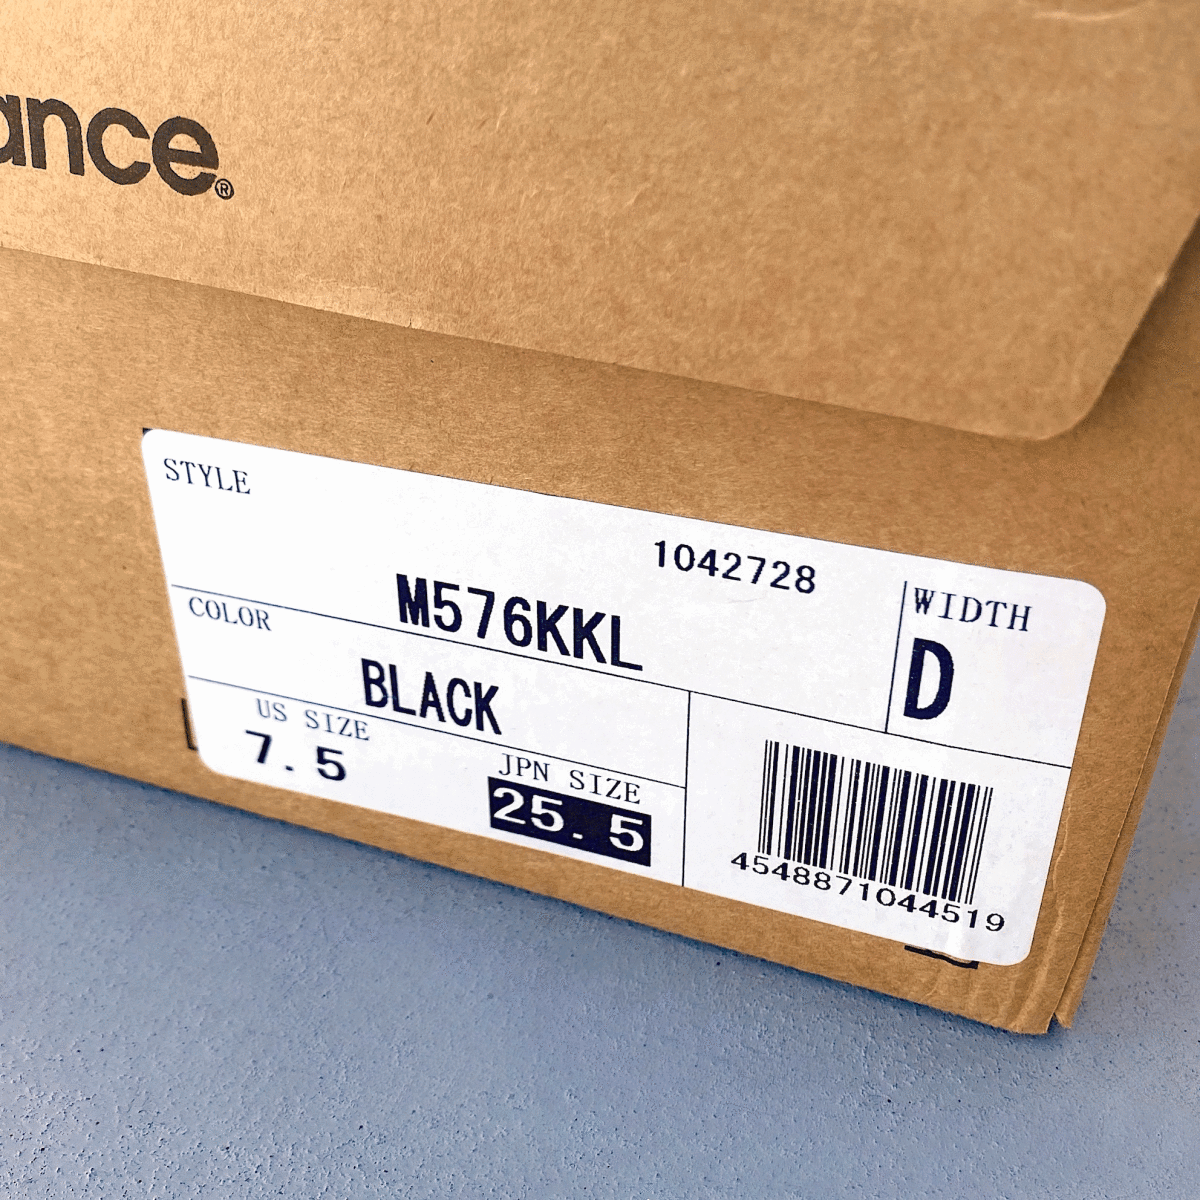 ance®
STYLE
1042728
M576KKL
WIDTH
D
COLOR
BLACK
US SIZE
7.5
JPN SIZE
25.5
4548871044519